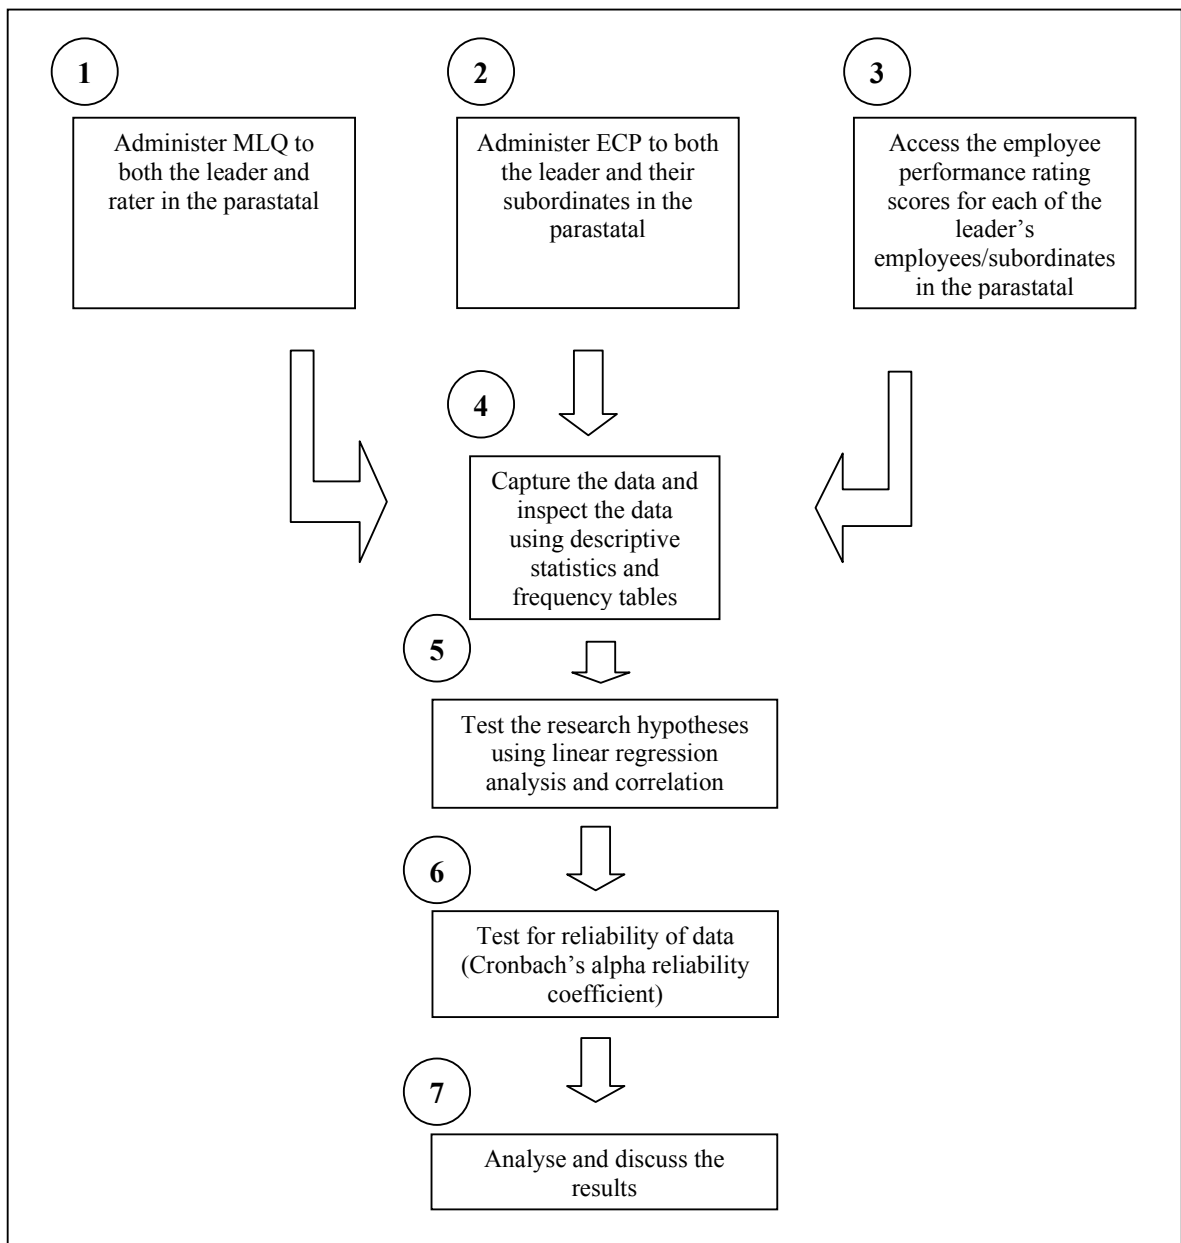 1
Administer MLQ to
both the leader and
rater in the parastatal
2
Administer ECP to both
the leader and their
subordinates in the
parastatal
3
Access the employee
performance rating
scores for each of the
leader’s
employees/subordinates
in the parastatal
4
Capture the data and
inspect the data
using descriptive
statistics and
frequency tables
5
Test the research hypotheses
using linear regression
analysis and correlation
6
Test for reliability of data
(Cronbach’s alpha reliability
coefficient)
7
Analyse and discuss the
results